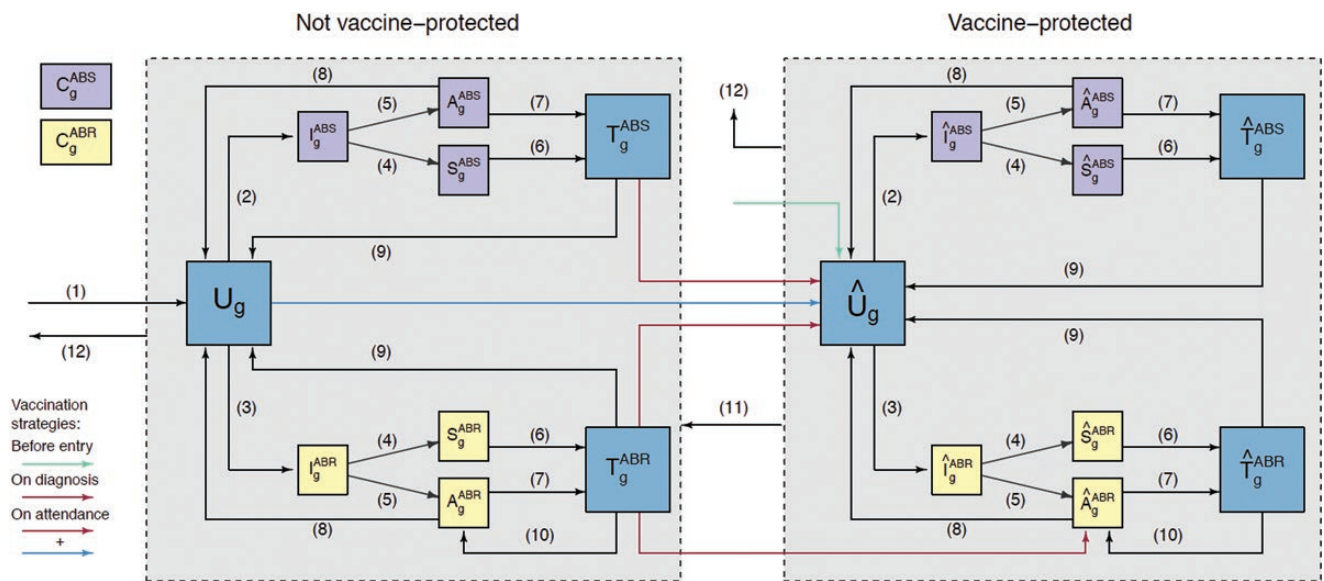 Not vaccine–protected
Vaccine–protected
C_g^ABS
C_g^ABR
(8)
(5)
A_g^ABS
(7)
I_g^ABS
T_g^ABS
(4)
S_g^ABS
(6)
(2)
(9)
(1)
U_g
(12)
(9)
(3)
(4)
S_g^ABR
(6)
I_g^ABR
T_g^ABR
(5)
A_g^ABR
(7)
(8)
(10)
(12)
(11)
(8)
(5)
Â_g^ABS
(7)
Î_g^ABS
T̂_g^ABS
(4)
Ŝ_g^ABS
(6)
(2)
(9)
Û_g
(9)
(3)
(4)
Ŝ_g^ABR
(6)
Î_g^ABR
T̂_g^ABR
(5)
Â_g^ABR
(7)
(8)
(10)
Vaccination
strategies:
Before entry
On diagnosis
On attendance
+